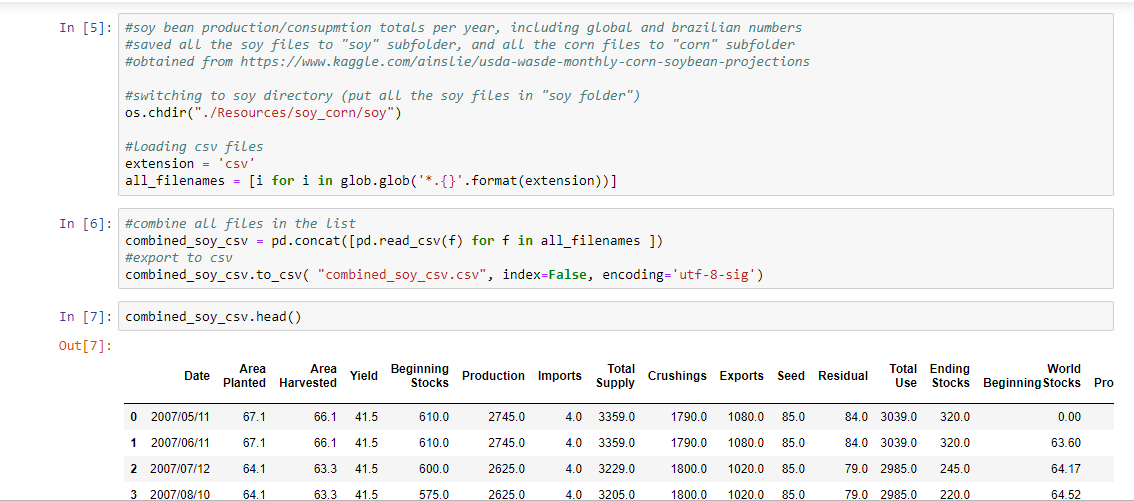 In [5]: #soy bean production/consupmtion totals per year, including global and brazilian numbers
#saved all the soy files to "soy" subfolder, and all the corn files to "corn" subfolder
#obtained from https://www.kaggle.com/ainslie/usda-wasde-monthly-corn-soybean-projections
#switching to soy directory (put all the soy files in "soy folder")
os.chdir("./Resources/soy_corn/soy")
#loading csv files
extension = 'csv'
all_filenames = [i for i in glob.glob('*.{}'.format(extension))]
In [6]: #combine all files in the list
combined_soy_csv = pd.concat([pd.read_csv(f) for f in all_filenames ])
#export to csv
combined_soy_csv.to_csv( "combined_soy_csv.csv", index=False, encoding='utf-8-sig')
In [7]: combined_soy_csv.head()
Out[7]:
Date Area Planted Area Harvested Yield Beginning Stocks Production Imports Total Supply Crushings Exports Seed Residual Total Use Ending Stocks World BeginningStocks Pro
0 2007/05/11 67.1 66.1 41.5 610.0 2745.0 4.0 3359.0 1790.0 1080.0 85.0 84.0 3039.0 320.0 0.00
1 2007/06/11 67.1 66.1 41.5 610.0 2745.0 4.0 3359.0 1790.0 1080.0 85.0 84.0 3039.0 320.0 63.60
2 2007/07/12 64.1 63.3 41.5 600.0 2625.0 4.0 3229.0 1800.0 1020.0 85.0 79.0 2985.0 245.0 64.17
3 2007/08/10 64.1 63.3 41.5 575.0 2625.0 4.0 3205.0 1800.0 1020.0 85.0 79.0 2985.0 220.0 64.52